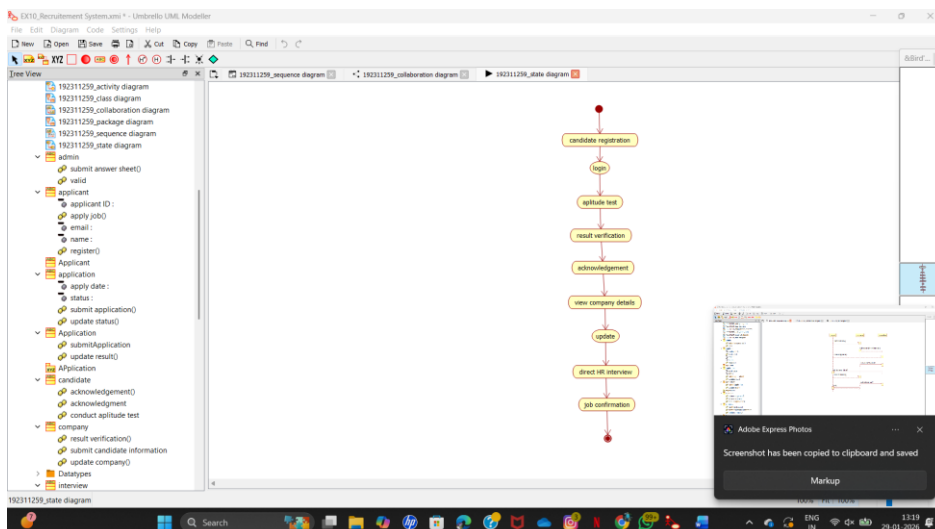 EX10_Recruitement System.xmi * - Umbrello UML Modeller
File Edit Diagram Code Settings Help
New Open Save Cut Copy Paste Find
XYZ
&Bird'...
Tree View
192311259_sequence diagram 192311259_collaboration diagram 192311259_state diagram
192311259_activity diagram
192311259_class diagram
192311259_collaboration diagram
192311259_package diagram
192311259_sequence diagram
192311259_state diagram
admin
submit answer sheet()
valid
applicant
applicant ID :
apply job()
email :
name :
register()
Applicant
application
apply date :
status :
submit application()
update status()
Application
submitApplication
update result()
APplication
candidate
acknowledgement()
acknowledgment
conduct aplitude test
company
result verification()
submit candidate information
update company()
Datatypes
interview
candidate registration
login
aplitude test
result verification
acknowledgement
view company details
update
direct HR interview
job confirmation
Adobe Express Photos
Screenshot has been copied to clipboard and saved
Markup
192311259_state diagram
Search
99+
ENG
IN
13:19
29-01-2026